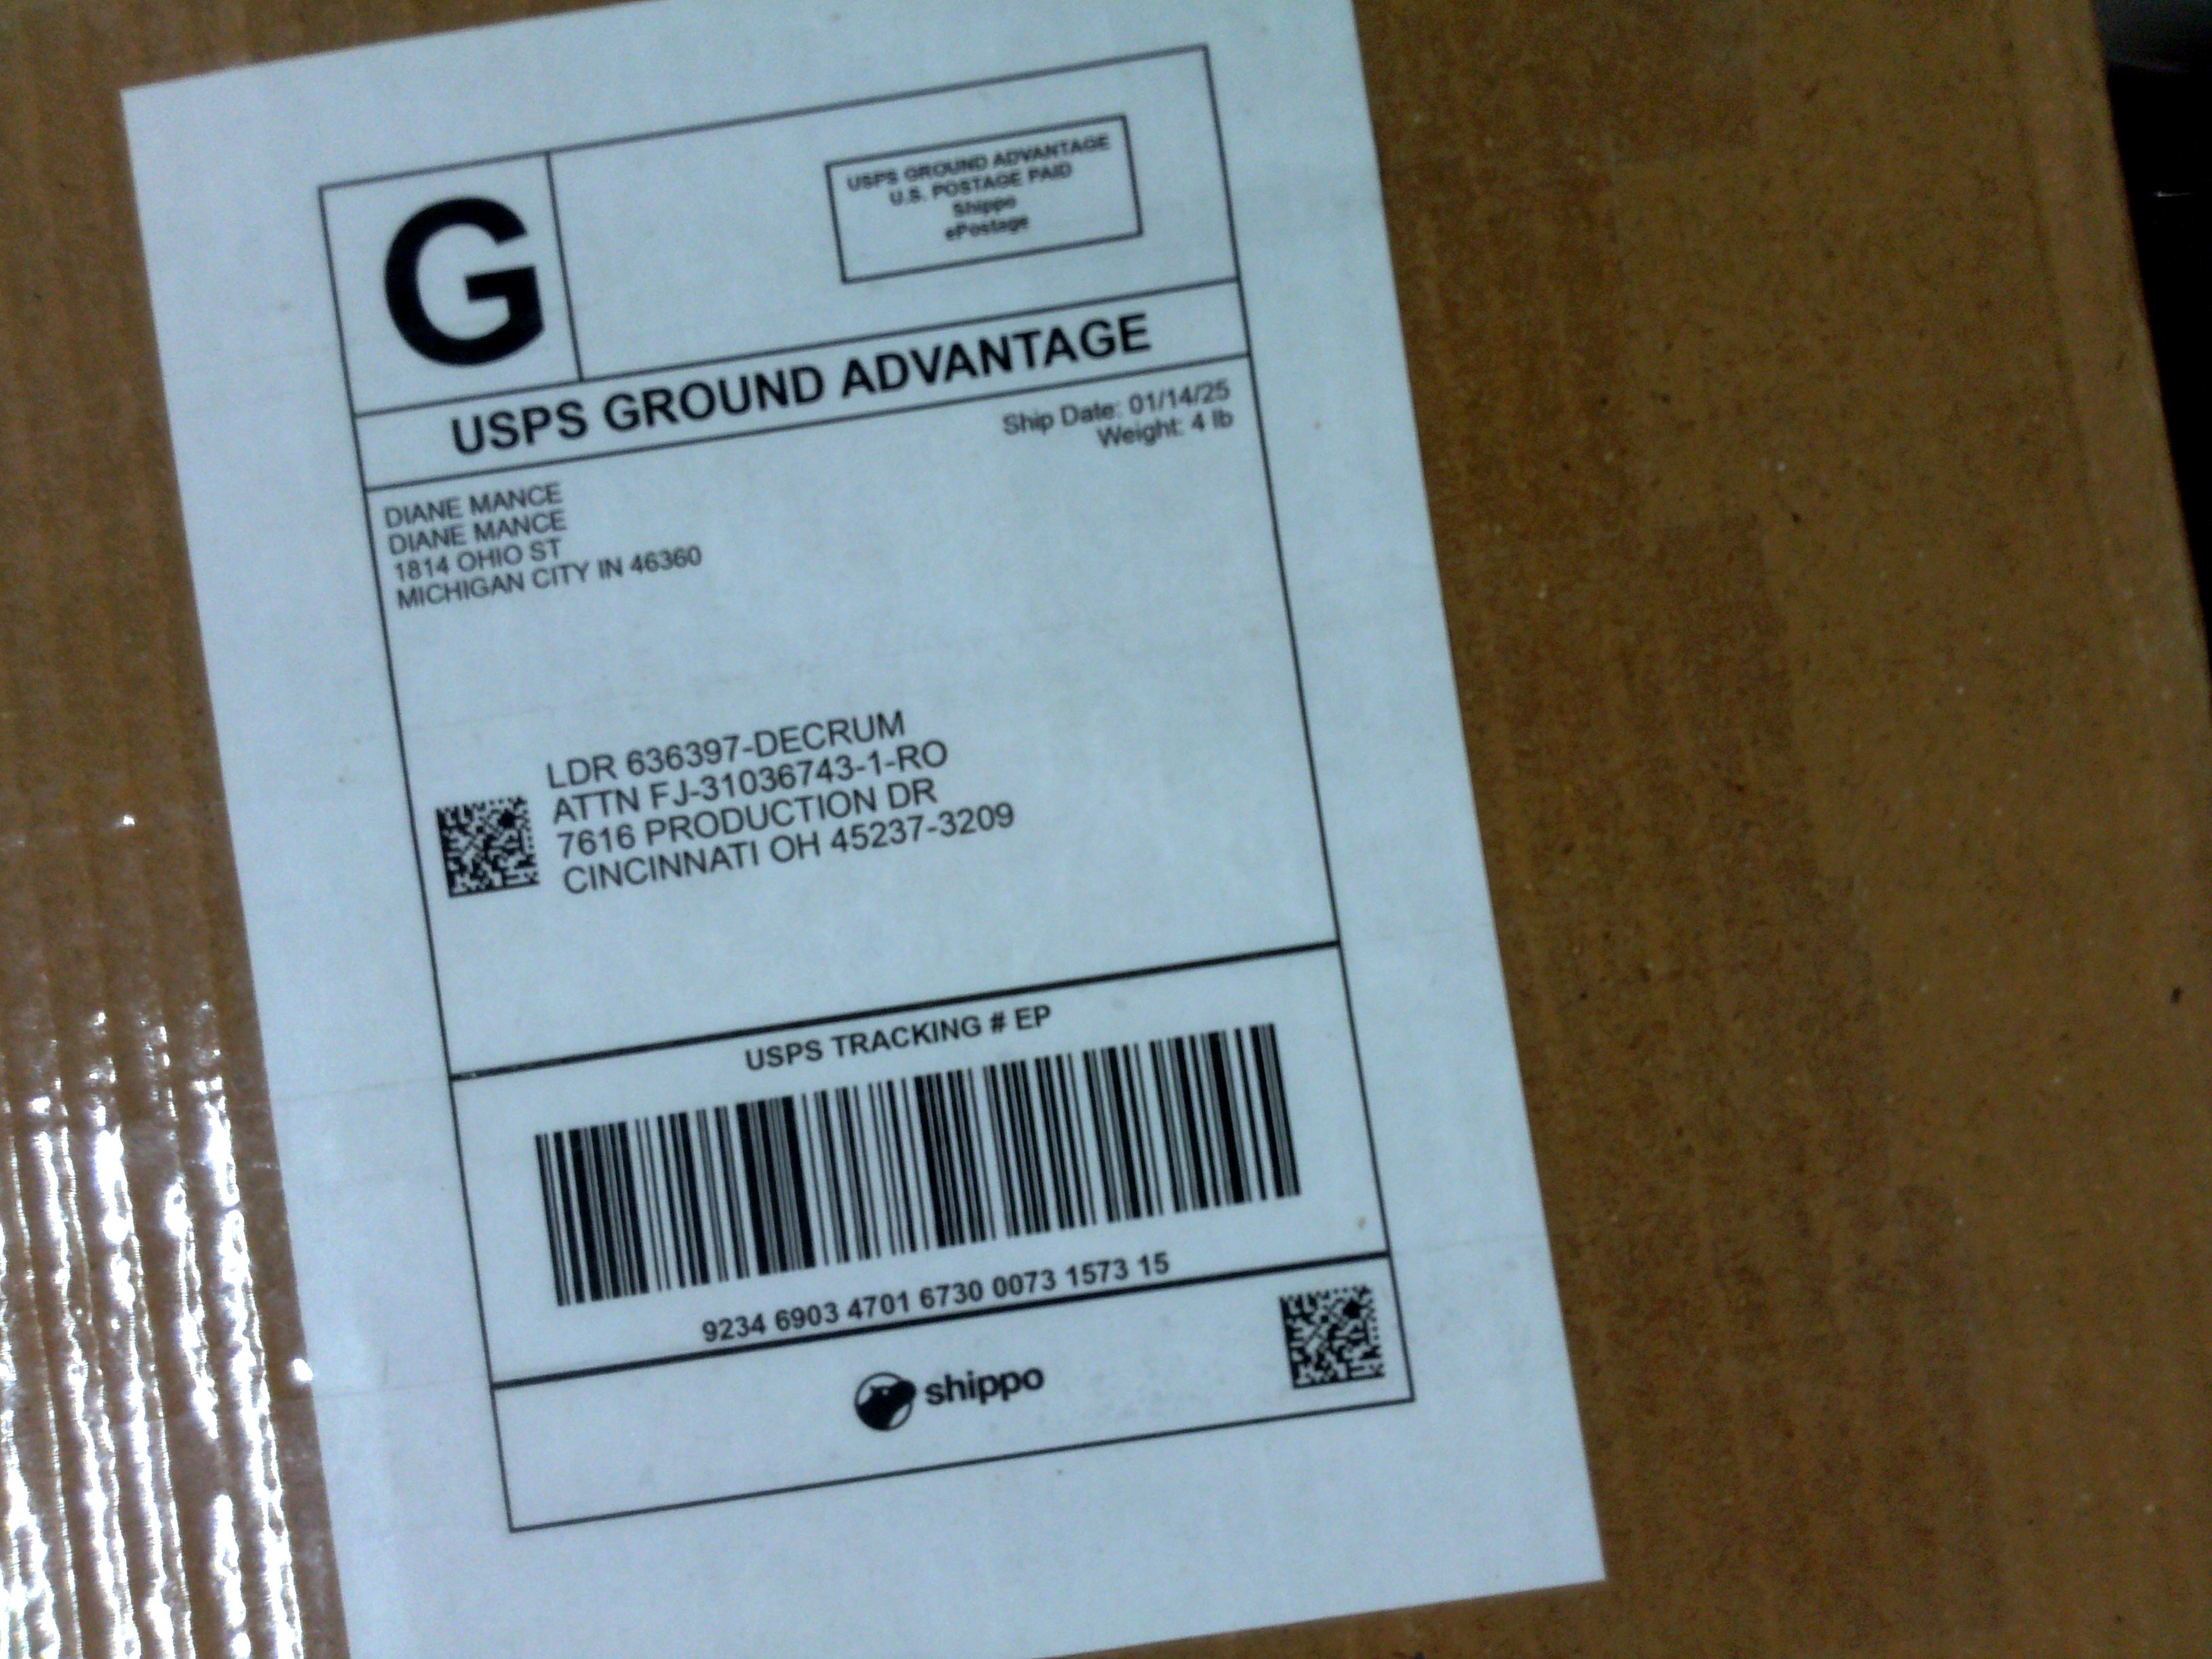 G
USPS GROUND ADVANTAGE
U.S. POSTAGE PAID
Shippo
ePostage
USPS GROUND ADVANTAGE
Ship Date: 01/14/25
Weight: 4 lb
DIANE MANCE
DIANE MANCE
1814 OHIO ST
MICHIGAN CITY IN 46360
LDR 636397-DECRUM
ATTN FJ-31036743-1-RO
7616 PRODUCTION DR
CINCINNATI OH 45237-3209
USPS TRACKING # EP
9234 6903 4701 6730 0073 1573 15
shippo